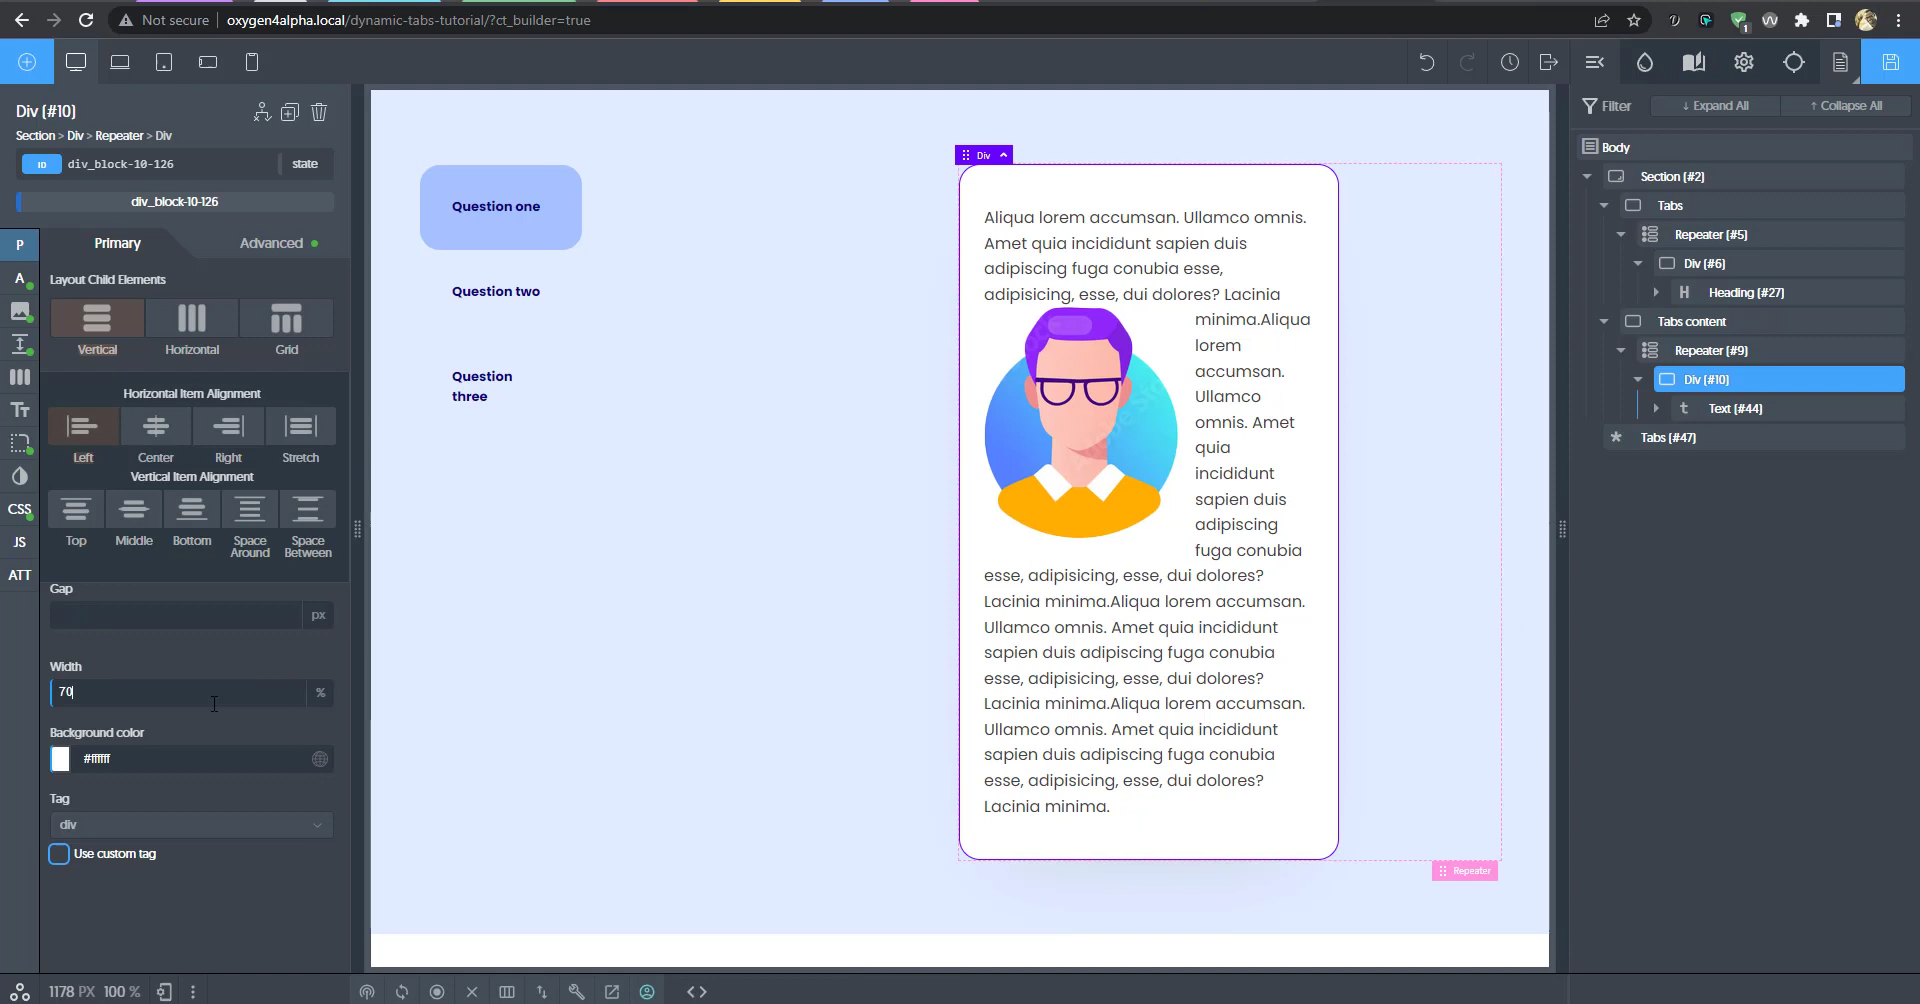 Not secure
oxygen4alpha.local/dynamic-tabs-tutorial/?ct_builder=true
1
Div (#10)
Section > Div > Repeater > Div
ID
div_block-10-126
state
div_block-10-126
P
Primary
Advanced
A
Layout Child Elements
Vertical
Horizontal
Grid
Horizontal Item Alignment
Left
Center
Right
Stretch
Vertical Item Alignment
Top
Middle
Bottom
Space
Around
Space
Between
Tt
CSS
JS
ATT
Gap
px
Width
70
%
Background color
#ffffff
Tag
div
Use custom tag
1178 PX 100 %
Question one
Question two
Question
three
Div
Aliqua lorem accumsan. Ullamco omnis.
Amet quia incididunt sapien duis
adipiscing fuga conubia esse,
adipisicing, esse, dui dolores? Lacinia
minima.Aliqua
lorem
accumsan.
Ullamco
omnis. Amet
quia
incididunt
sapien duis
adipiscing
fuga conubia
esse, adipisicing, esse, dui dolores?
Lacinia minima.Aliqua lorem accumsan.
Ullamco omnis. Amet quia incididunt
sapien duis adipiscing fuga conubia
esse, adipisicing, esse, dui dolores?
Lacinia minima.Aliqua lorem accumsan.
Ullamco omnis. Amet quia incididunt
sapien duis adipiscing fuga conubia
esse, adipisicing, esse, dui dolores?
Lacinia minima.
Repeater
Filter
↓ Expand All
↑ Collapse All
Body
Section (#2)
Tabs
Repeater (#5)
Div (#6)
H Heading (#27)
Tabs content
Repeater (#9)
Div (#10)
t Text (#44)
* Tabs (#47)